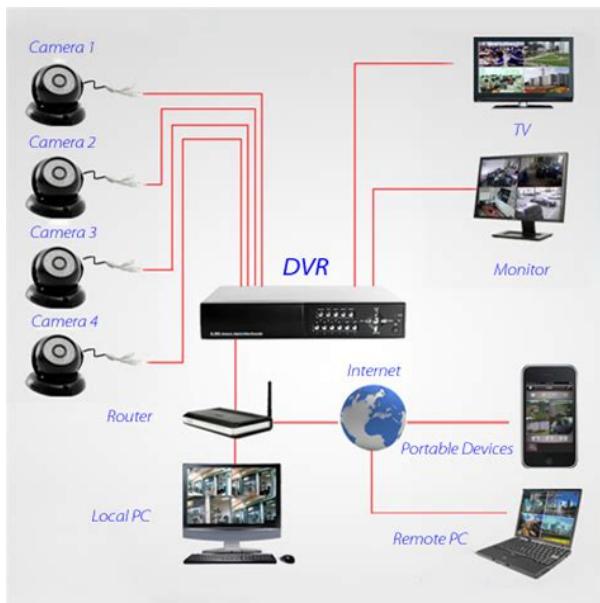 Camera 1
Camera 2
Camera 3
Camera 4
TV
Monitor
DVR
Internet
Router
Portable Devices
Local PC
Remote PC